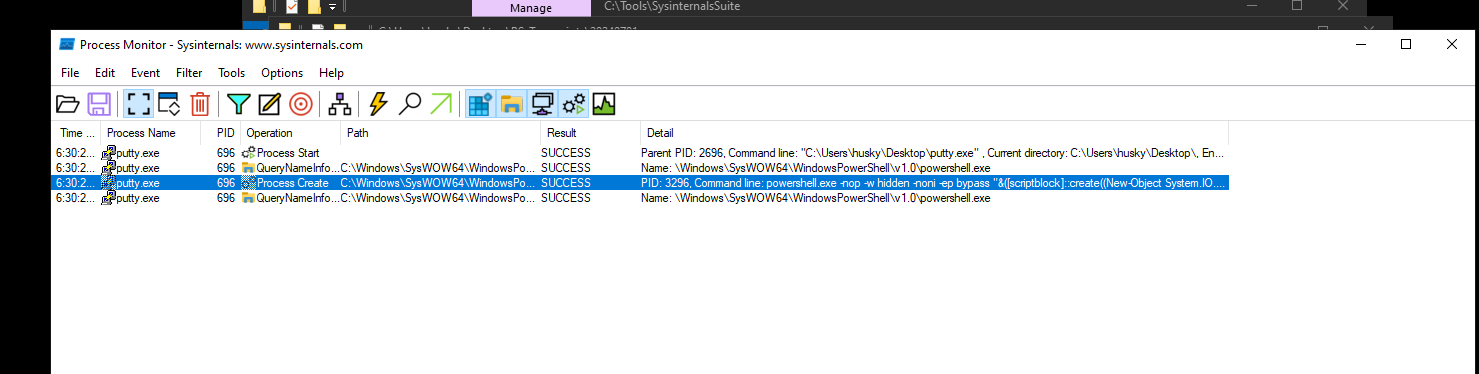 Manage C:\Tools\SysinternalsSuite
Process Monitor - Sysinternals: www.sysinternals.com
File Edit Event Filter Tools Options Help
Time ... Process Name PID Operation Path Result Detail
6:30:2... putty.exe 696 Process Start SUCCESS Parent PID: 2696, Command line: "C:\Users\husky\Desktop\putty.exe" , Current directory: C:\Users\husky\Desktop\, En...
6:30:2... putty.exe 696 QueryNameInfo... C:\Windows\SysWOW64\WindowsPo... SUCCESS Name: \Windows\SysWOW64\WindowsPowerShell\v1.0\powershell.exe
6:30:2... putty.exe 696 Process Create C:\Windows\SysWOW64\WindowsPo... SUCCESS PID: 3296, Command line: powershell.exe -nop -w hidden -noni -ep bypass "&([scriptblock]::create((New-Object System.IO....
6:30:2... putty.exe 696 QueryNameInfo... C:\Windows\SysWOW64\WindowsPo... SUCCESS Name: \Windows\SysWOW64\WindowsPowerShell\v1.0\powershell.exe